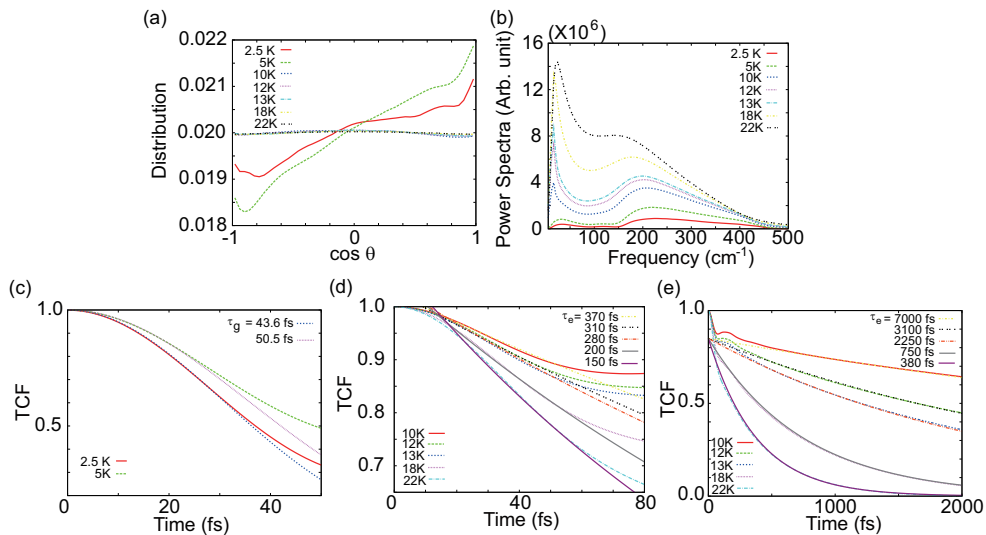 (a)
0.022
0.021
0.020
0.019
0.018
Distribution
2.5 K
5K
10K
12K
13K
18K
22K
-1
0
1
cos θ
(b)
(X10⁶)
16
12
8
4
0
Power Spectra (Arb. unit)
2.5 K
5K
10K
12K
13K
18K
22K
100
200
300
400
500
Frequency (cm⁻¹)
(c)
1.0
0.5
TCF
τg = 43.6 fs
50.5 fs
2.5 K
5K
0
20
40
Time (fs)
(d)
1.0
0.9
0.8
0.7
TCF
τe = 370 fs
310 fs
280 fs
200 fs
150 fs
10K
12K
13K
18K
22K
0
40
60
80
Time (fs)
(e)
1.0
0.5
0.0
TCF
τe = 7000 fs
3100 fs
2250 fs
750 fs
380 fs
10K
12K
13K
18K
22K
0
500
1000
2000
Time (fs)